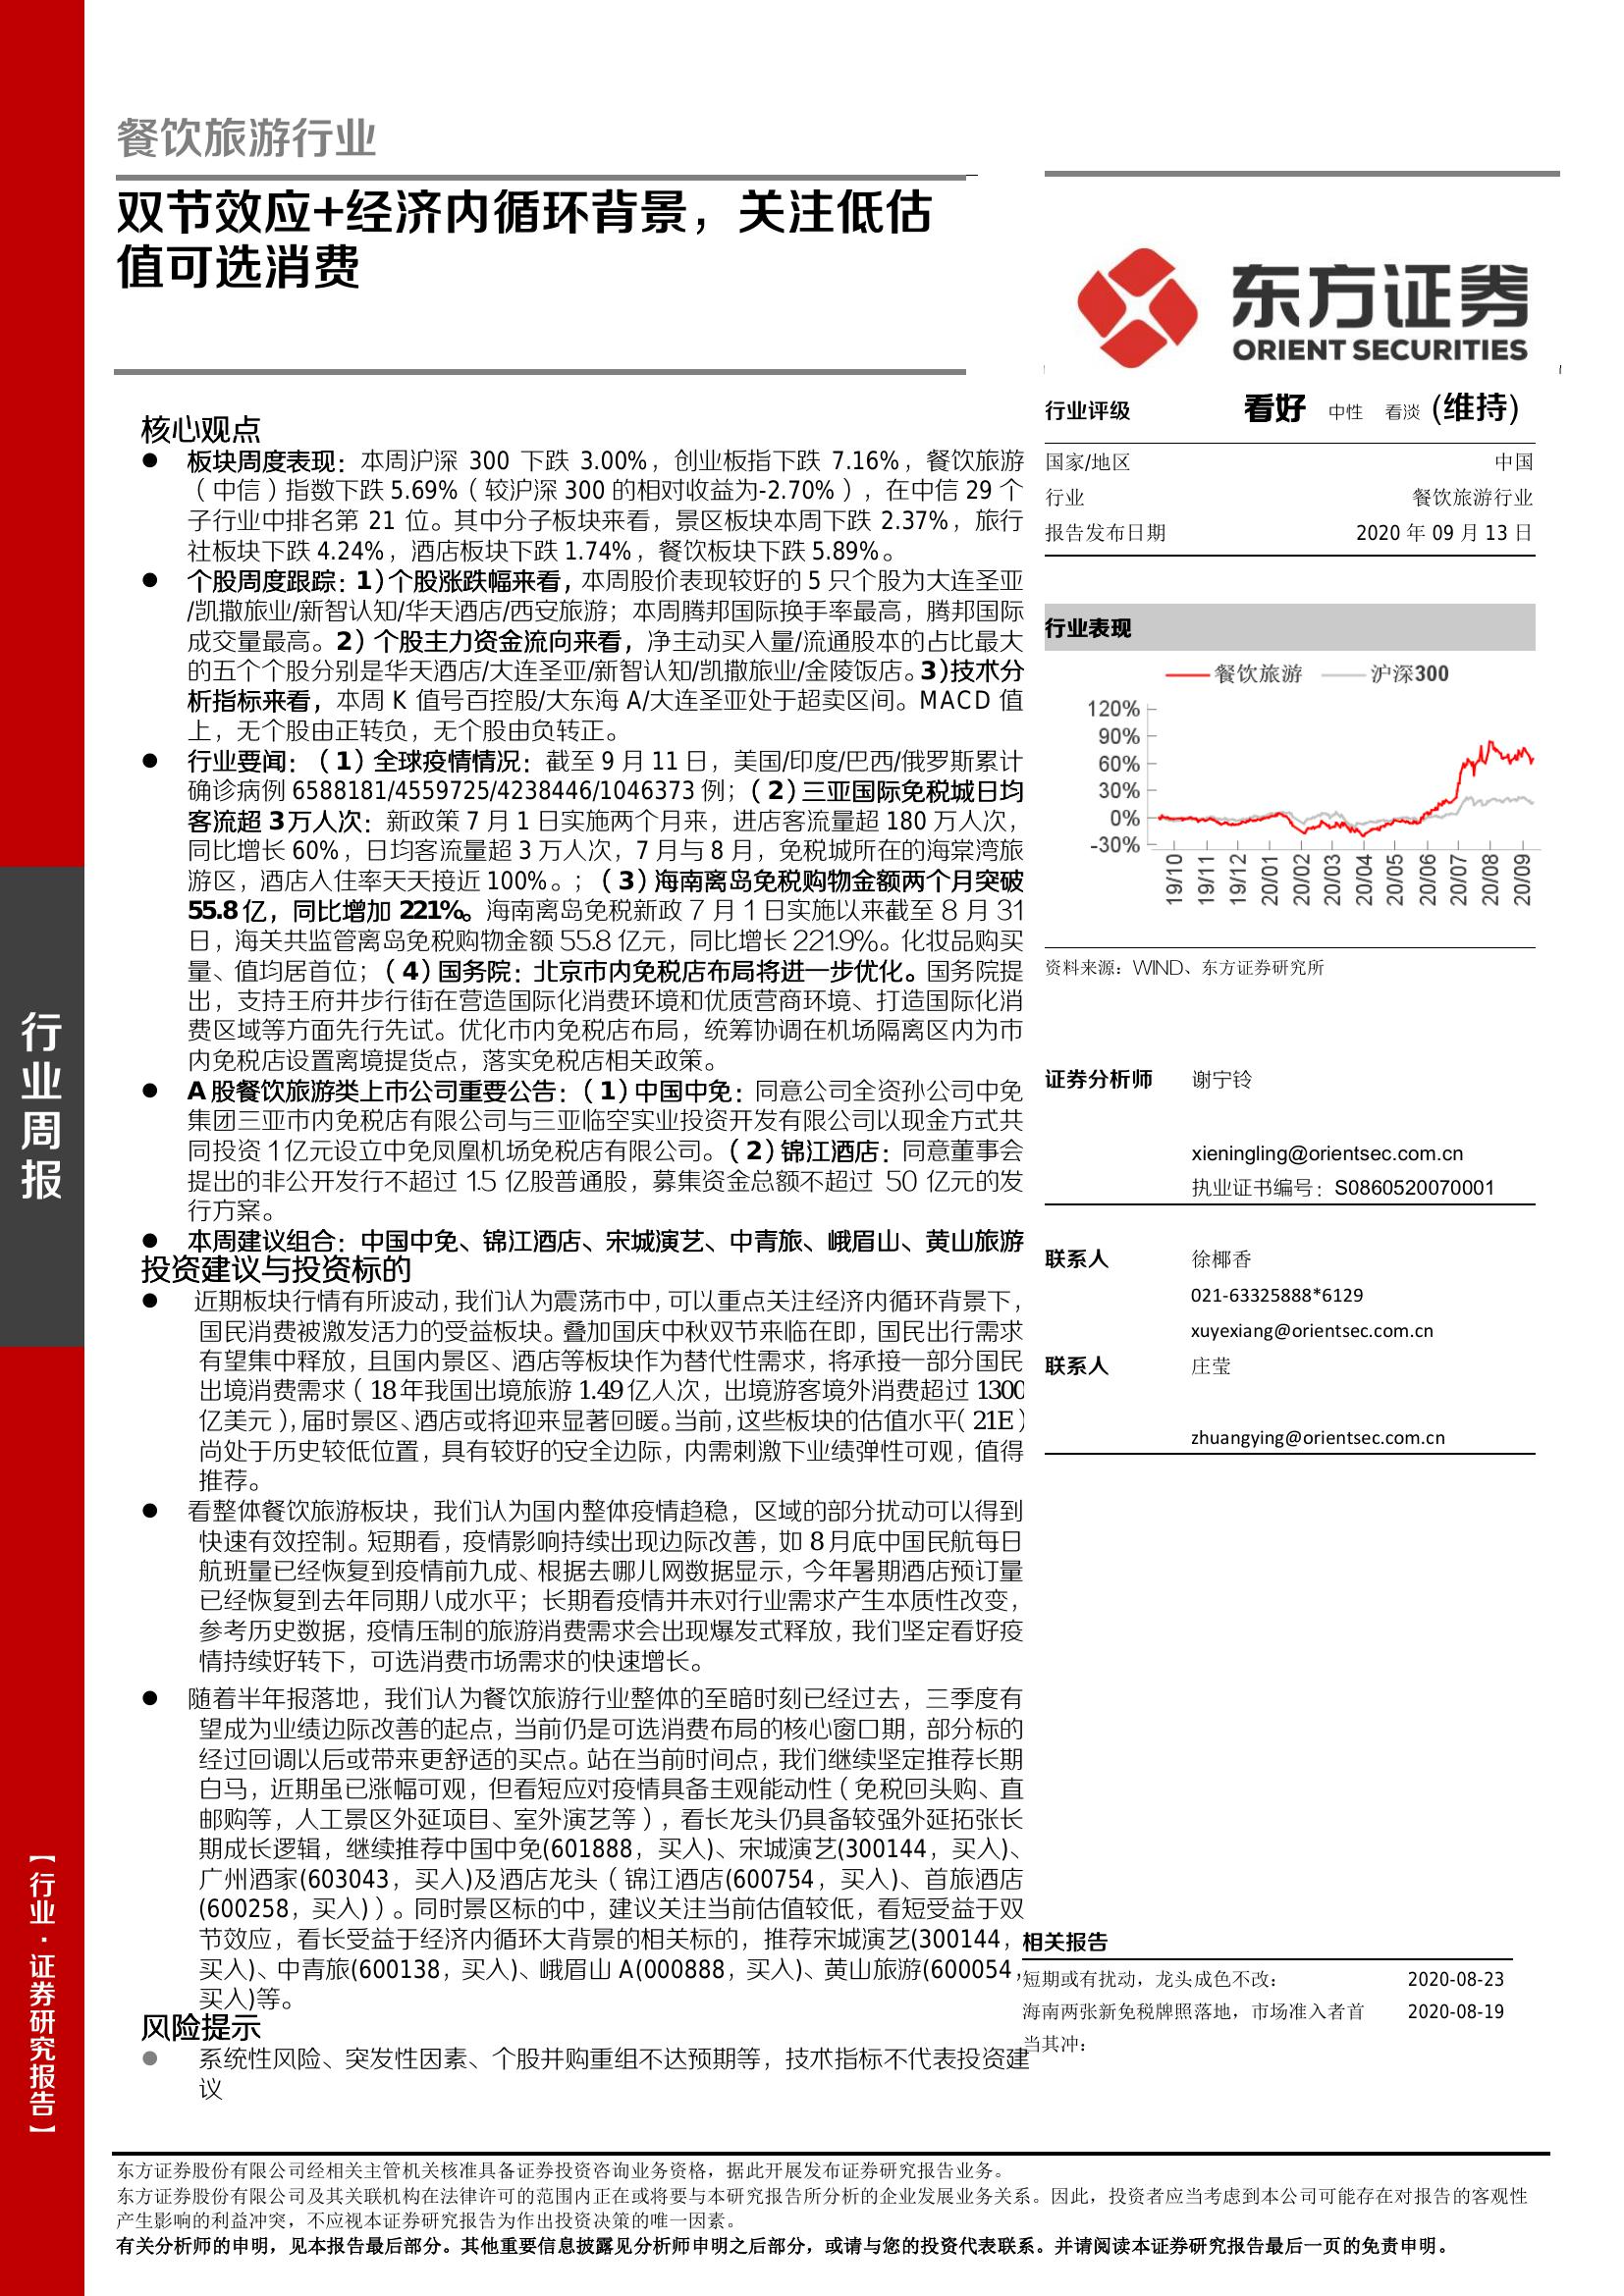 餐饮旅游行业
双节效应+经济内循环背景，关注低估
值可选消费
东方证券
ORIENT SECURITIES
核心观点
● 板块周度表现：本周沪深 300 下跌 3.00%，创业板指下跌 7.16%，餐饮旅游
（中信）指数下跌 5.69%（较沪深 300 的相对收益为-2.70%），在中信 29 个
子行业中排名第 21 位。其中分子板块来看，景区板块本周下跌 2.37%，旅行
社板块下跌 4.24%，酒店板块下跌 1.74%，餐饮板块下跌 5.89%。
● 个股周度跟踪：1)个股涨跌幅来看，本周股价表现较好的 5 只个股为大连圣亚
/凯撒旅业/新智认知/华天酒店/西安旅游；本周腾邦国际换手率最高，腾邦国际
成交量最高。2）个股主力资金流向来看，净主动买入量/流通股本的占比最大
的五个个股分别是华天酒店/大连圣亚/新智认知/凯撒旅业/金陵饭店。3)技术分
析指标来看，本周 K 值号百控股/大东海 A/大连圣亚处于超卖区间。MACD 值
上，无个股由正转负，无个股由负转正。
● 行业要闻：（1）全球疫情情况：截至 9 月 11 日，美国/印度/巴西/俄罗斯累计
确诊病例 6588181/4559725/4238446/1046373 例；（2）三亚国际免税城日均
客流超 3万人次：新政策 7 月 1 日实施两个月来，进店客流量超 180 万人次，
同比增长 60%，日均客流量超 3 万人次，7 月与 8 月，免税城所在的海棠湾旅
游区，酒店入住率天天接近 100%。；（3）海南离岛免税购物金额两个月突破
55.8 亿，同比增加 221%。海南离岛免税新政 7 月 1 日实施以来截至 8 月 31
日，海关共监管离岛免税购物金额 55.8 亿元，同比增长 221.9%。化妆品购买
量、值均居首位；（4）国务院：北京市内免税店布局将进一步优化。国务院提
出，支持王府井步行街在营造国际化消费环境和优质营商环境、打造国际化消
费区域等方面先行先试。优化市内免税店布局，统筹协调在机场隔离区内为市
内免税店设置离境提货点，落实免税店相关政策。
● A 股餐饮旅游类上市公司重要公告：（1）中国中免：同意公司全资孙公司中免
集团三亚市内免税店有限公司与三亚临空实业投资开发有限公司以现金方式共
同投资 1 亿元设立中免凤凰机场免税店有限公司。（2）锦江酒店：同意董事会
提出的非公开发行不超过 1.5 亿股普通股，募集资金总额不超过 50 亿元的发
行方案。
● 本周建议组合：中国中免、锦江酒店、宋城演艺、中青旅、峨眉山、黄山旅游
投资建议与投资标的
● 近期板块行情有所波动，我们认为震荡市中，可以重点关注经济内循环背景下，
国民消费被激发活力的受益板块。叠加国庆中秋双节来临在即，国民出行需求
有望集中释放，且国内景区、酒店等板块作为替代性需求，将承接一部分国民
出境消费需求（18 年我国出境旅游 1.49 亿人次，出境游客境外消费超过 1300
亿美元），届时景区、酒店或将迎来显著回暖。当前，这些板块的估值水平（21E）
尚处于历史较低位置，具有较好的安全边际，内需刺激下业绩弹性可观，值得
推荐。
● 看整体餐饮旅游板块，我们认为国内整体疫情趋稳，区域的部分扰动可以得到
快速有效控制。短期看，疫情影响持续出现边际改善，如 8 月底中国民航每日
航班量已经恢复到疫情前九成、根据去哪儿网数据显示，今年暑期酒店预订量
已经恢复到去年同期八成水平；长期看疫情并未对行业需求产生本质性改变，
参考历史数据，疫情压制的旅游消费需求会出现爆发式释放，我们坚定看好疫
情持续好转下，可选消费市场需求的快速增长。
● 随着半年报落地，我们认为餐饮旅游行业整体的至暗时刻已经过去，三季度有
望成为业绩边际改善的起点，当前仍是可选消费布局的核心窗口期，部分标的
经过回调以后或带来更舒适的买点。站在当前时间点，我们继续坚定推荐长期
白马，近期虽已涨幅可观，但看短应对疫情具备主观能动性（免税回头购、直
邮购等，人工景区外延项目、室外演艺等），看长龙头仍具备较强外延拓张长
期成长逻辑，继续推荐中国中免(601888，买入)、宋城演艺(300144，买入)、
广州酒家(603043，买入)及酒店龙头（锦江酒店(600754，买入)、首旅酒店
(600258，买入)）。同时景区标的中，建议关注当前估值较低，看短受益于双
节效应，看长受益于经济内循环大背景的相关标的，推荐宋城演艺(300144，
买入)、中青旅(600138，买入)、峨眉山 A(000888，买入)、黄山旅游(600054，
买入)等。
风险提示
● 系统性风险、突发性因素、个股并购重组不达预期等，技术指标不代表投资建
议
行业评级 看好 中性 看淡 (维持)
国家/地区 中国
行业 餐饮旅游行业
报告发布日期 2020 年 09 月 13 日
行业表现
餐饮旅游 沪深300
120%
90%
60%
30%
0%
-30%
19/10 19/11 19/12 20/01 20/02 20/03 20/04 20/05 20/06 20/07 20/08 20/09
资料来源：WIND、东方证券研究所
证券分析师 谢宁铃
xieningling@orientsec.com.cn
执业证书编号：S0860520070001
联系人 徐椰香
021-63325888*6129
xuyexiang@orientsec.com.cn
联系人 庄莹
zhuangying@orientsec.com.cn
相关报告
短期或有扰动，龙头成色不改： 2020-08-23
海南两张新免税牌照落地，市场准入者首 2020-08-19
当其冲：
行业周报
【行业·证券研究报告】
东方证券股份有限公司经相关主管机关核准具备证券投资咨询业务资格，据此开展发布证券研究报告业务。
东方证券股份有限公司及其关联机构在法律许可的范围内正在或将要与本研究报告所分析的企业发展业务关系。因此，投资者应当考虑到本公司可能存在对报告的客观性
产生影响的利益冲突，不应视本证券研究报告为作出投资决策的唯一因素。
有关分析师的申明，见本报告最后部分。其他重要信息披露见分析师申明之后部分，或请与您的投资代表联系。并请阅读本证券研究报告最后一页的免责申明。